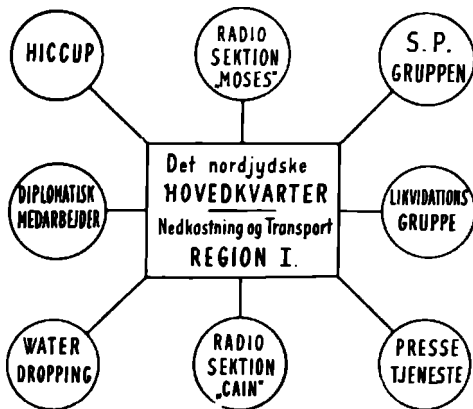 HICCUP
RADIO
SEKTION
„MOSES"
S.P.
GRUPPEN
DIPLOMATISK
MEDARBEJDER
Det nordjydske
HOVEDKVARTER
Nedkastning og Transport
REGION I.
LIKVIDATIONS
GRUPPE
WATER
DROPPING
RADIO
SEKTION
„CAIN"
PRESSE
TJENESTE